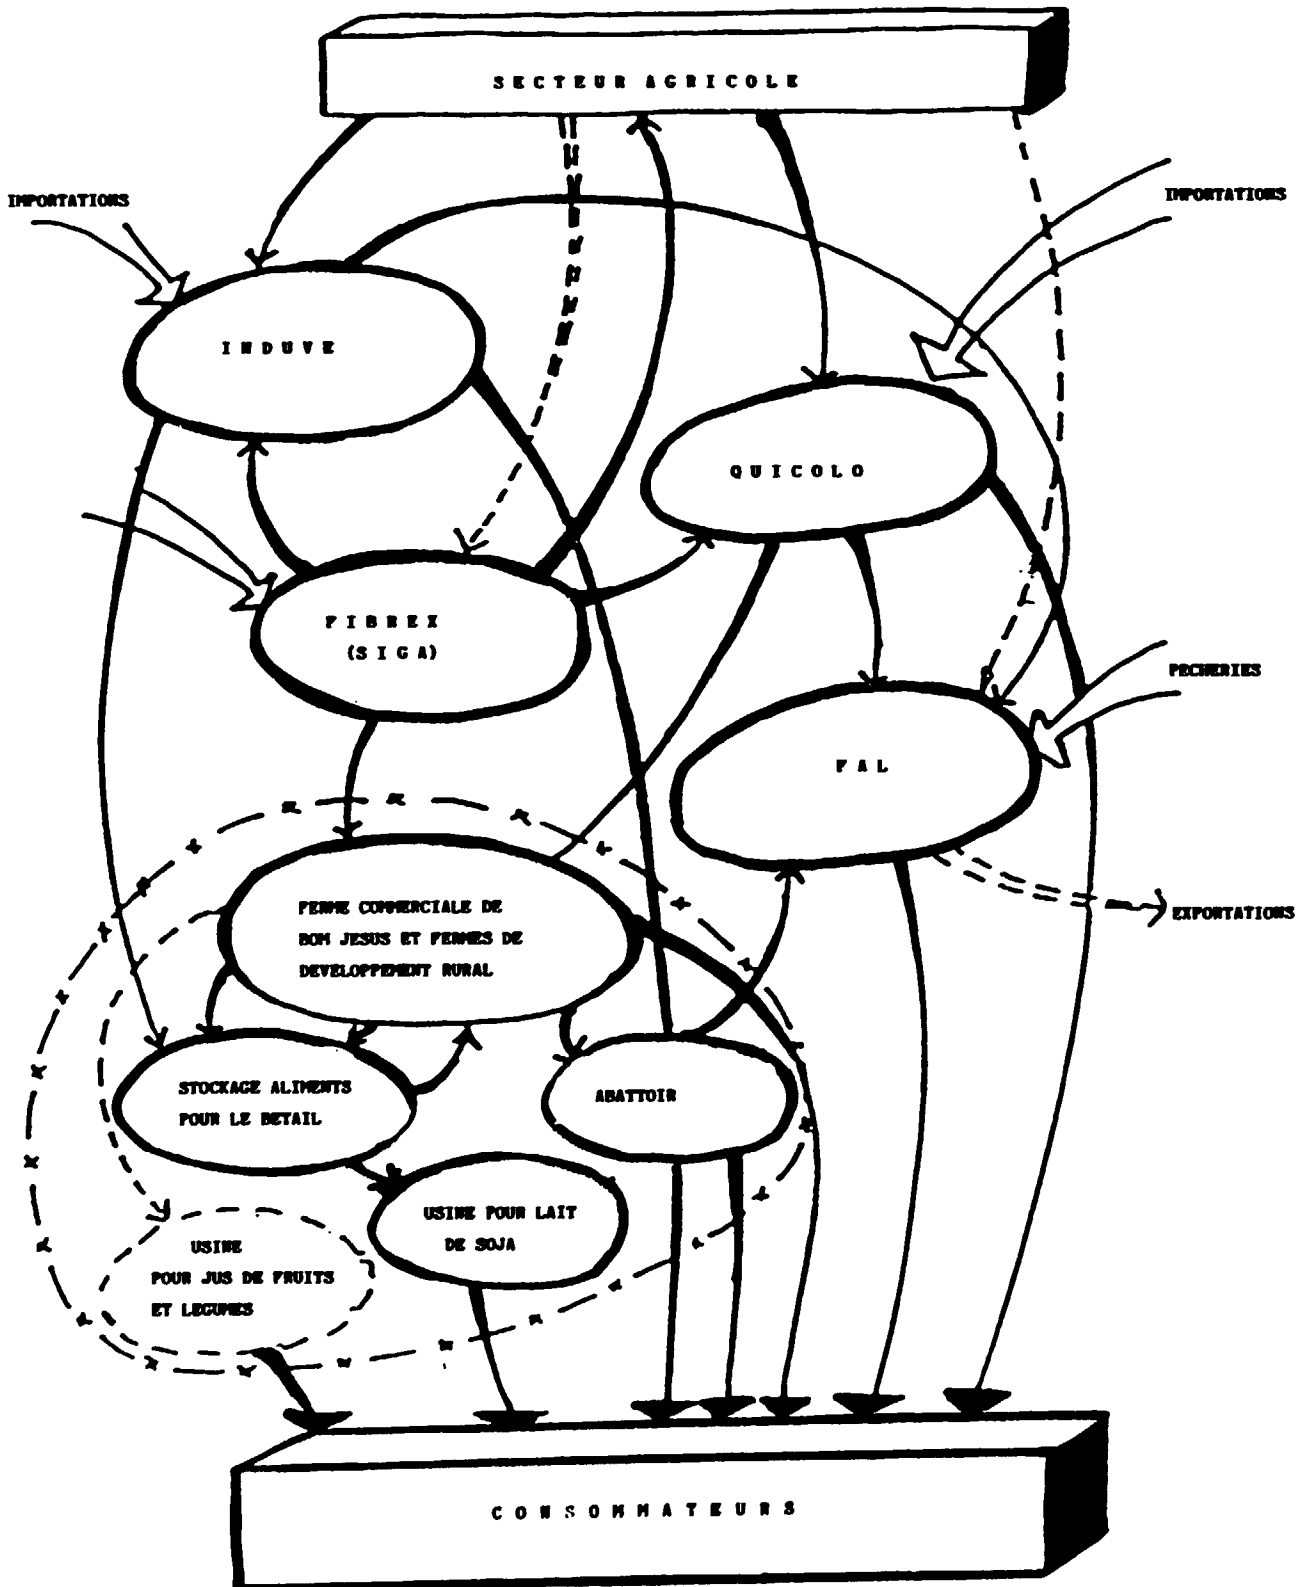 SECTEUR AGRICOLE
IMPORTATIONS
IMPORTATIONS
INDUVE
QUICOLO
FIBREX
(SIGA)
PECHERIES
FAL
FERME COMMERCIALE DE
BOM JESUS ET FERMES DE
DEVELOPPEMENT RURAL
EXPORTATIONS
STOCKAGE ALIMENTS
POUR LE BETAIL
ABATTOIR
USINE POUR LAIT
DE SOJA
USINE
POUR JUS DE FRUITS
ET LEGUMES
CONSOMMATEURS